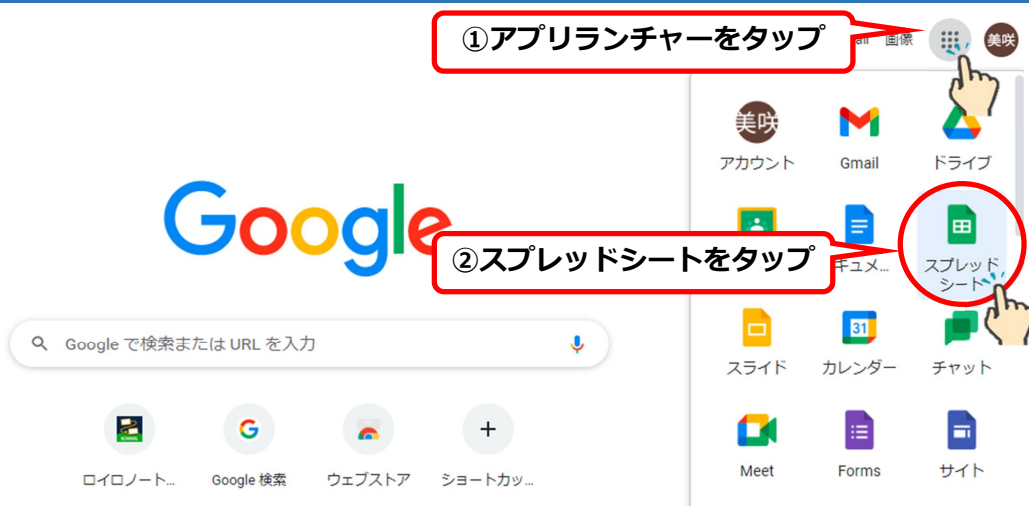 ①アプリランチャーをタップ
画像
美咲
美咲
アカウント
Gmail
ドライブ
Google
②スプレッドシートをタップ
キュメ...
スプレッド
シート
Google で検索または URL を入力
31
スライド
カレンダー
チャット
SCHOOL
G
ロイロノート...
Google 検索
ウェブストア
ショートカッ...
Meet
Forms
サイト